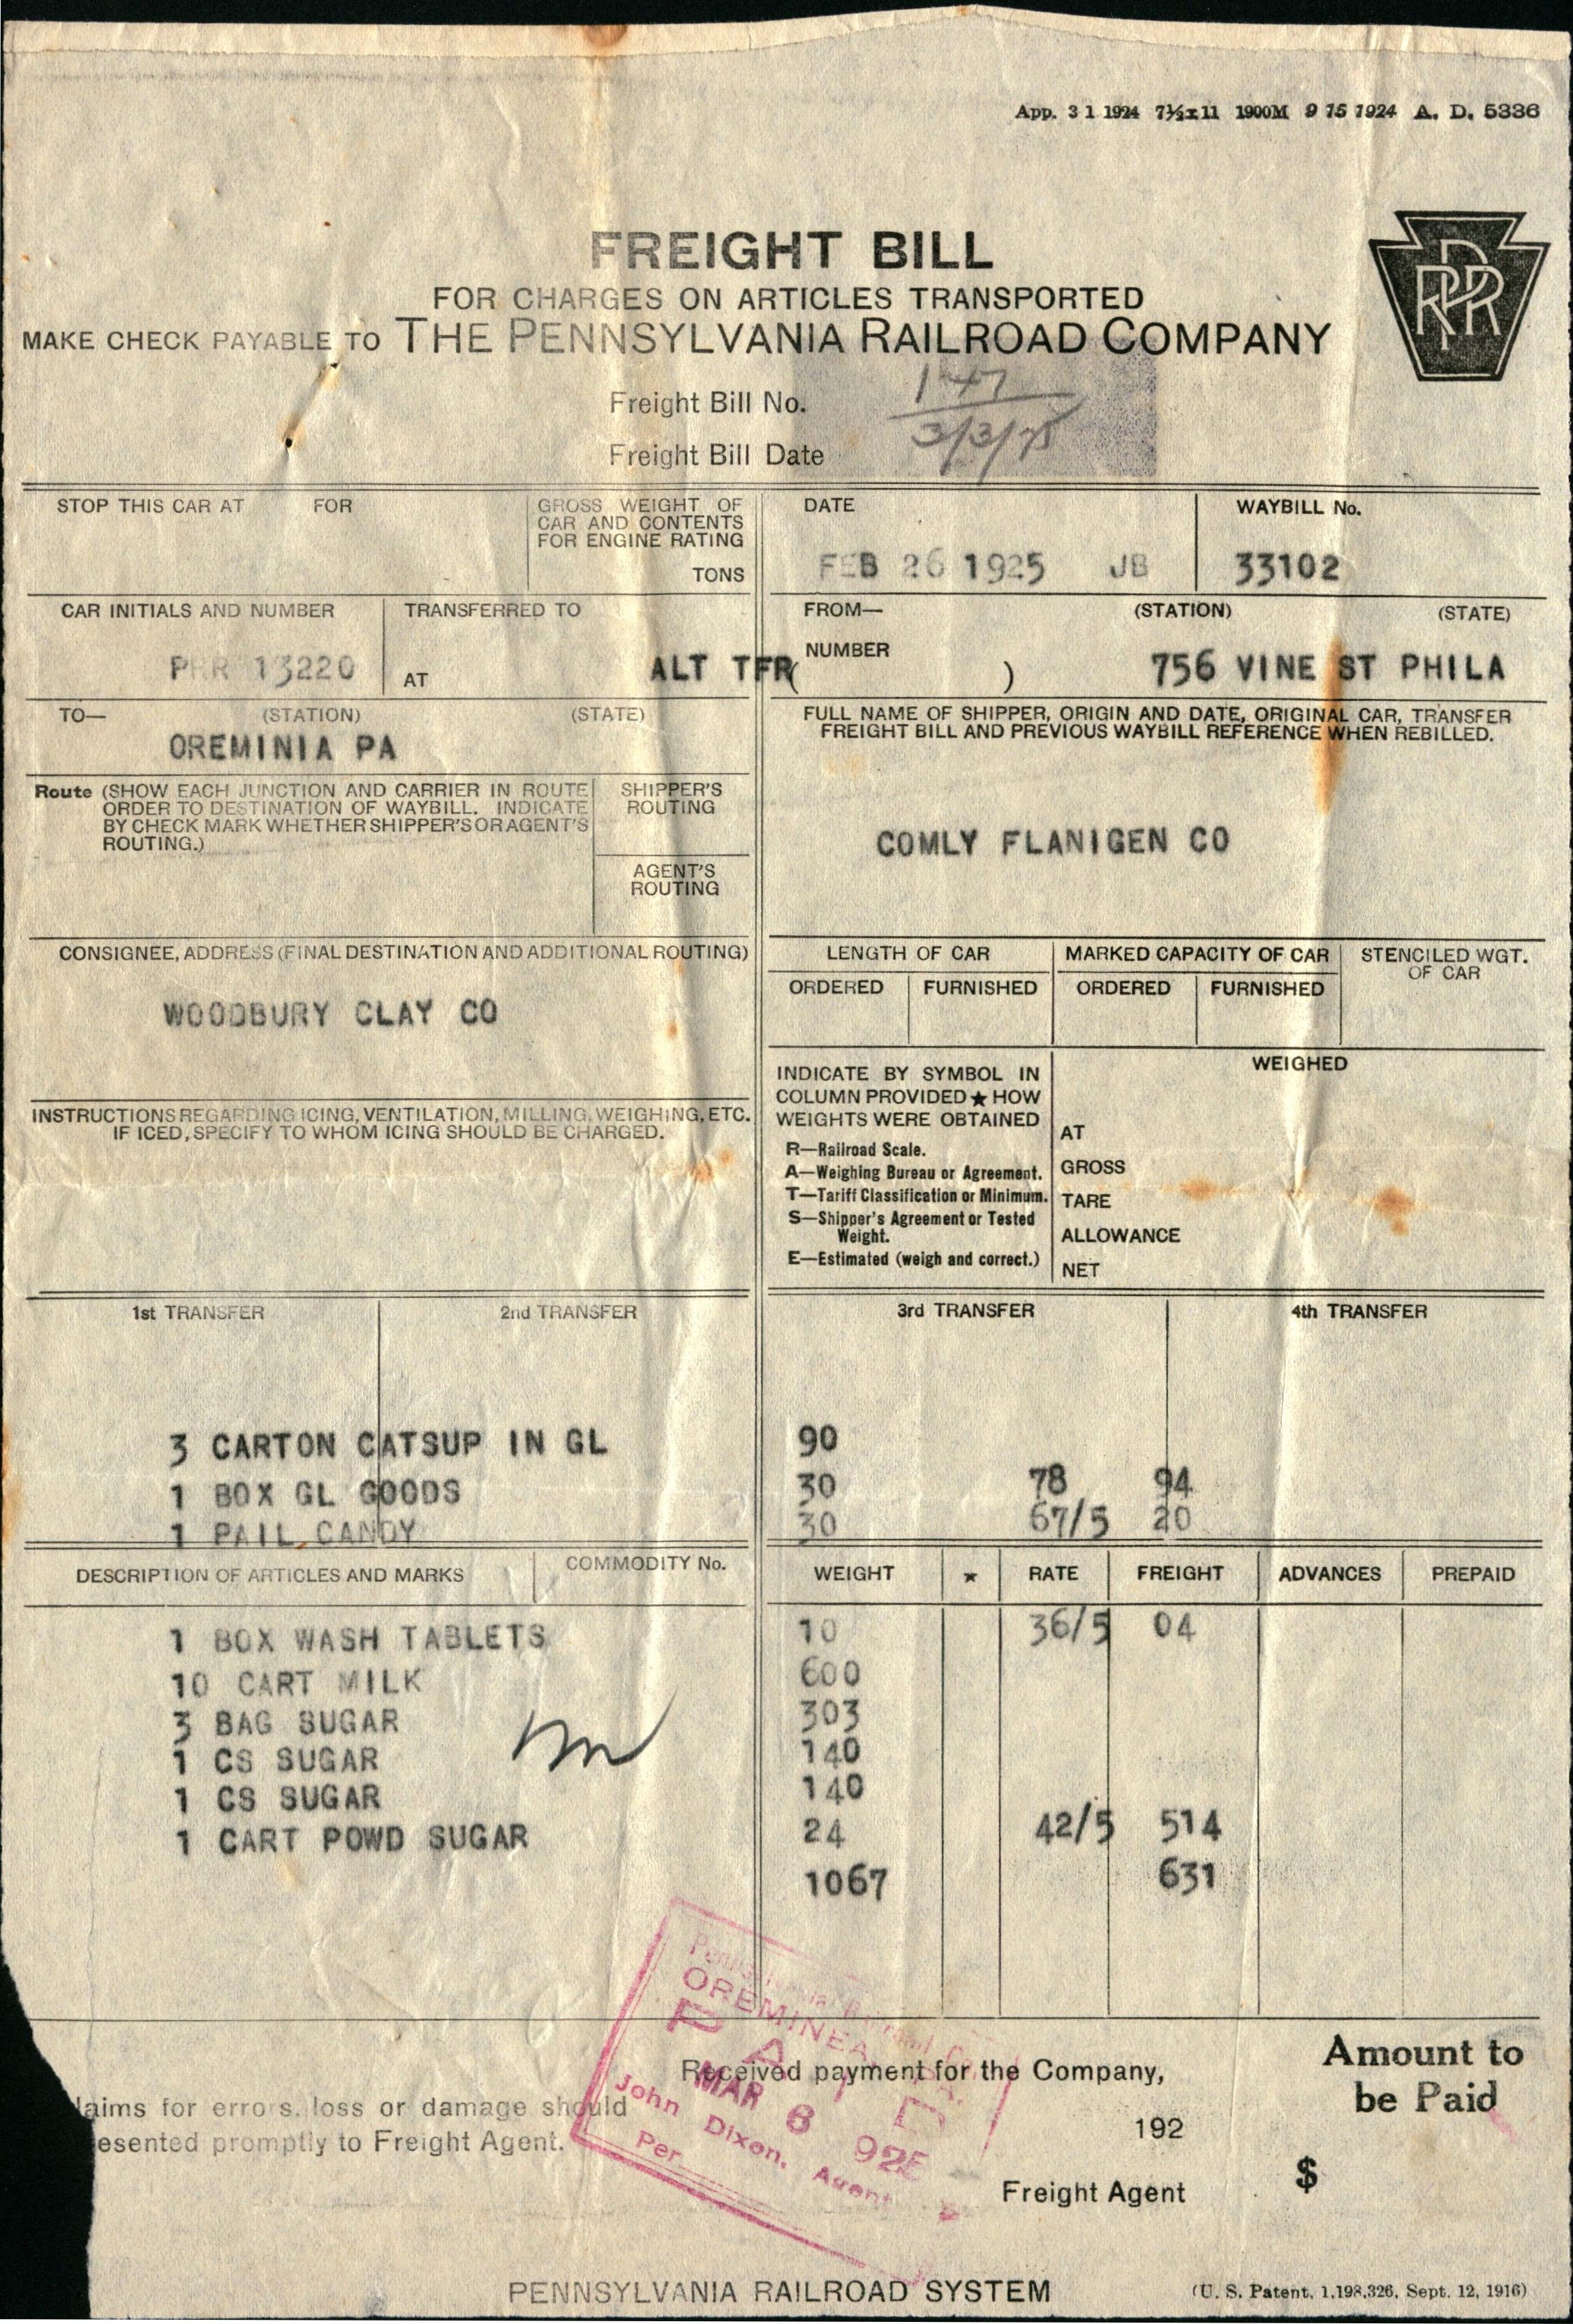 App. 3 1 1924 7½x11 1900M 9 15 1924 A. D. 5336
FREIGHT BILL
FOR CHARGES ON ARTICLES TRANSPORTED
MAKE CHECK PAYABLE TO THE PENNSYLVANIA RAILROAD COMPANY
PRR
Freight Bill No. 147
Freight Bill Date
STOP THIS CAR AT FOR
GROSS WEIGHT OF
CAR AND CONTENTS
FOR ENGINE RATING
TONS
DATE
FEB 26 1925 JB
WAYBILL No.
33102
CAR INITIALS AND NUMBER
PRR 13220
TRANSFERRED TO
AT ALT TFR
FROM— (STATION) (STATE)
NUMBER
( ) 756 VINE ST PHILA
TO— (STATION) (STATE)
OREMINIA PA
FULL NAME OF SHIPPER, ORIGIN AND DATE, ORIGINAL CAR, TRANSFER
FREIGHT BILL AND PREVIOUS WAYBILL REFERENCE WHEN REBILLED.
COMLY FLANIGEN CO
Route (SHOW EACH JUNCTION AND CARRIER IN ROUTE
ORDER TO DESTINATION OF WAYBILL. INDICATE
BY CHECK MARK WHETHER SHIPPER'S OR AGENT'S
ROUTING.)
SHIPPER'S
ROUTING
AGENT'S
ROUTING
CONSIGNEE, ADDRESS (FINAL DESTINATION AND ADDITIONAL ROUTING)
WOODBURY CLAY CO
LENGTH OF CAR
ORDERED FURNISHED
MARKED CAPACITY OF CAR
ORDERED FURNISHED
STENCILED WGT.
OF CAR
INSTRUCTIONS REGARDING ICING, VENTILATION, MILLING, WEIGHING, ETC.
IF ICED, SPECIFY TO WHOM ICING SHOULD BE CHARGED.
INDICATE BY SYMBOL IN
COLUMN PROVIDED ★ HOW
WEIGHTS WERE OBTAINED
R—Railroad Scale.
A—Weighing Bureau or Agreement.
T—Tariff Classification or Minimum.
S—Shipper's Agreement or Tested
Weight.
E—Estimated (weigh and correct.)
WEIGHED
AT
GROSS
TARE
ALLOWANCE
NET
1st TRANSFER 2nd TRANSFER 3rd TRANSFER 4th TRANSFER
3 CARTON CATSUP IN GL 90
1 BOX GL GOODS 30 78 94
1 PAIL CANDY 30 67/5 20
DESCRIPTION OF ARTICLES AND MARKS COMMODITY No. WEIGHT ★ RATE FREIGHT ADVANCES PREPAID
1 BOX WASH TABLETS 10 36/5 04
10 CART MILK 600
3 BAG SUGAR 303
1 CS SUGAR 140
1 CS SUGAR 140
1 CART POWD SUGAR 24 42/5 514
1067 631
OREMINEA
PAID
MAR 6 192
John Dixon, Agent
Per
Received payment for the Company,
192
Freight Agent
Amount to
be Paid
$
laims for errors, loss or damage should
esented promptly to Freight Agent.
PENNSYLVANIA RAILROAD SYSTEM
(U. S. Patent, 1,198,326, Sept. 12, 1916)